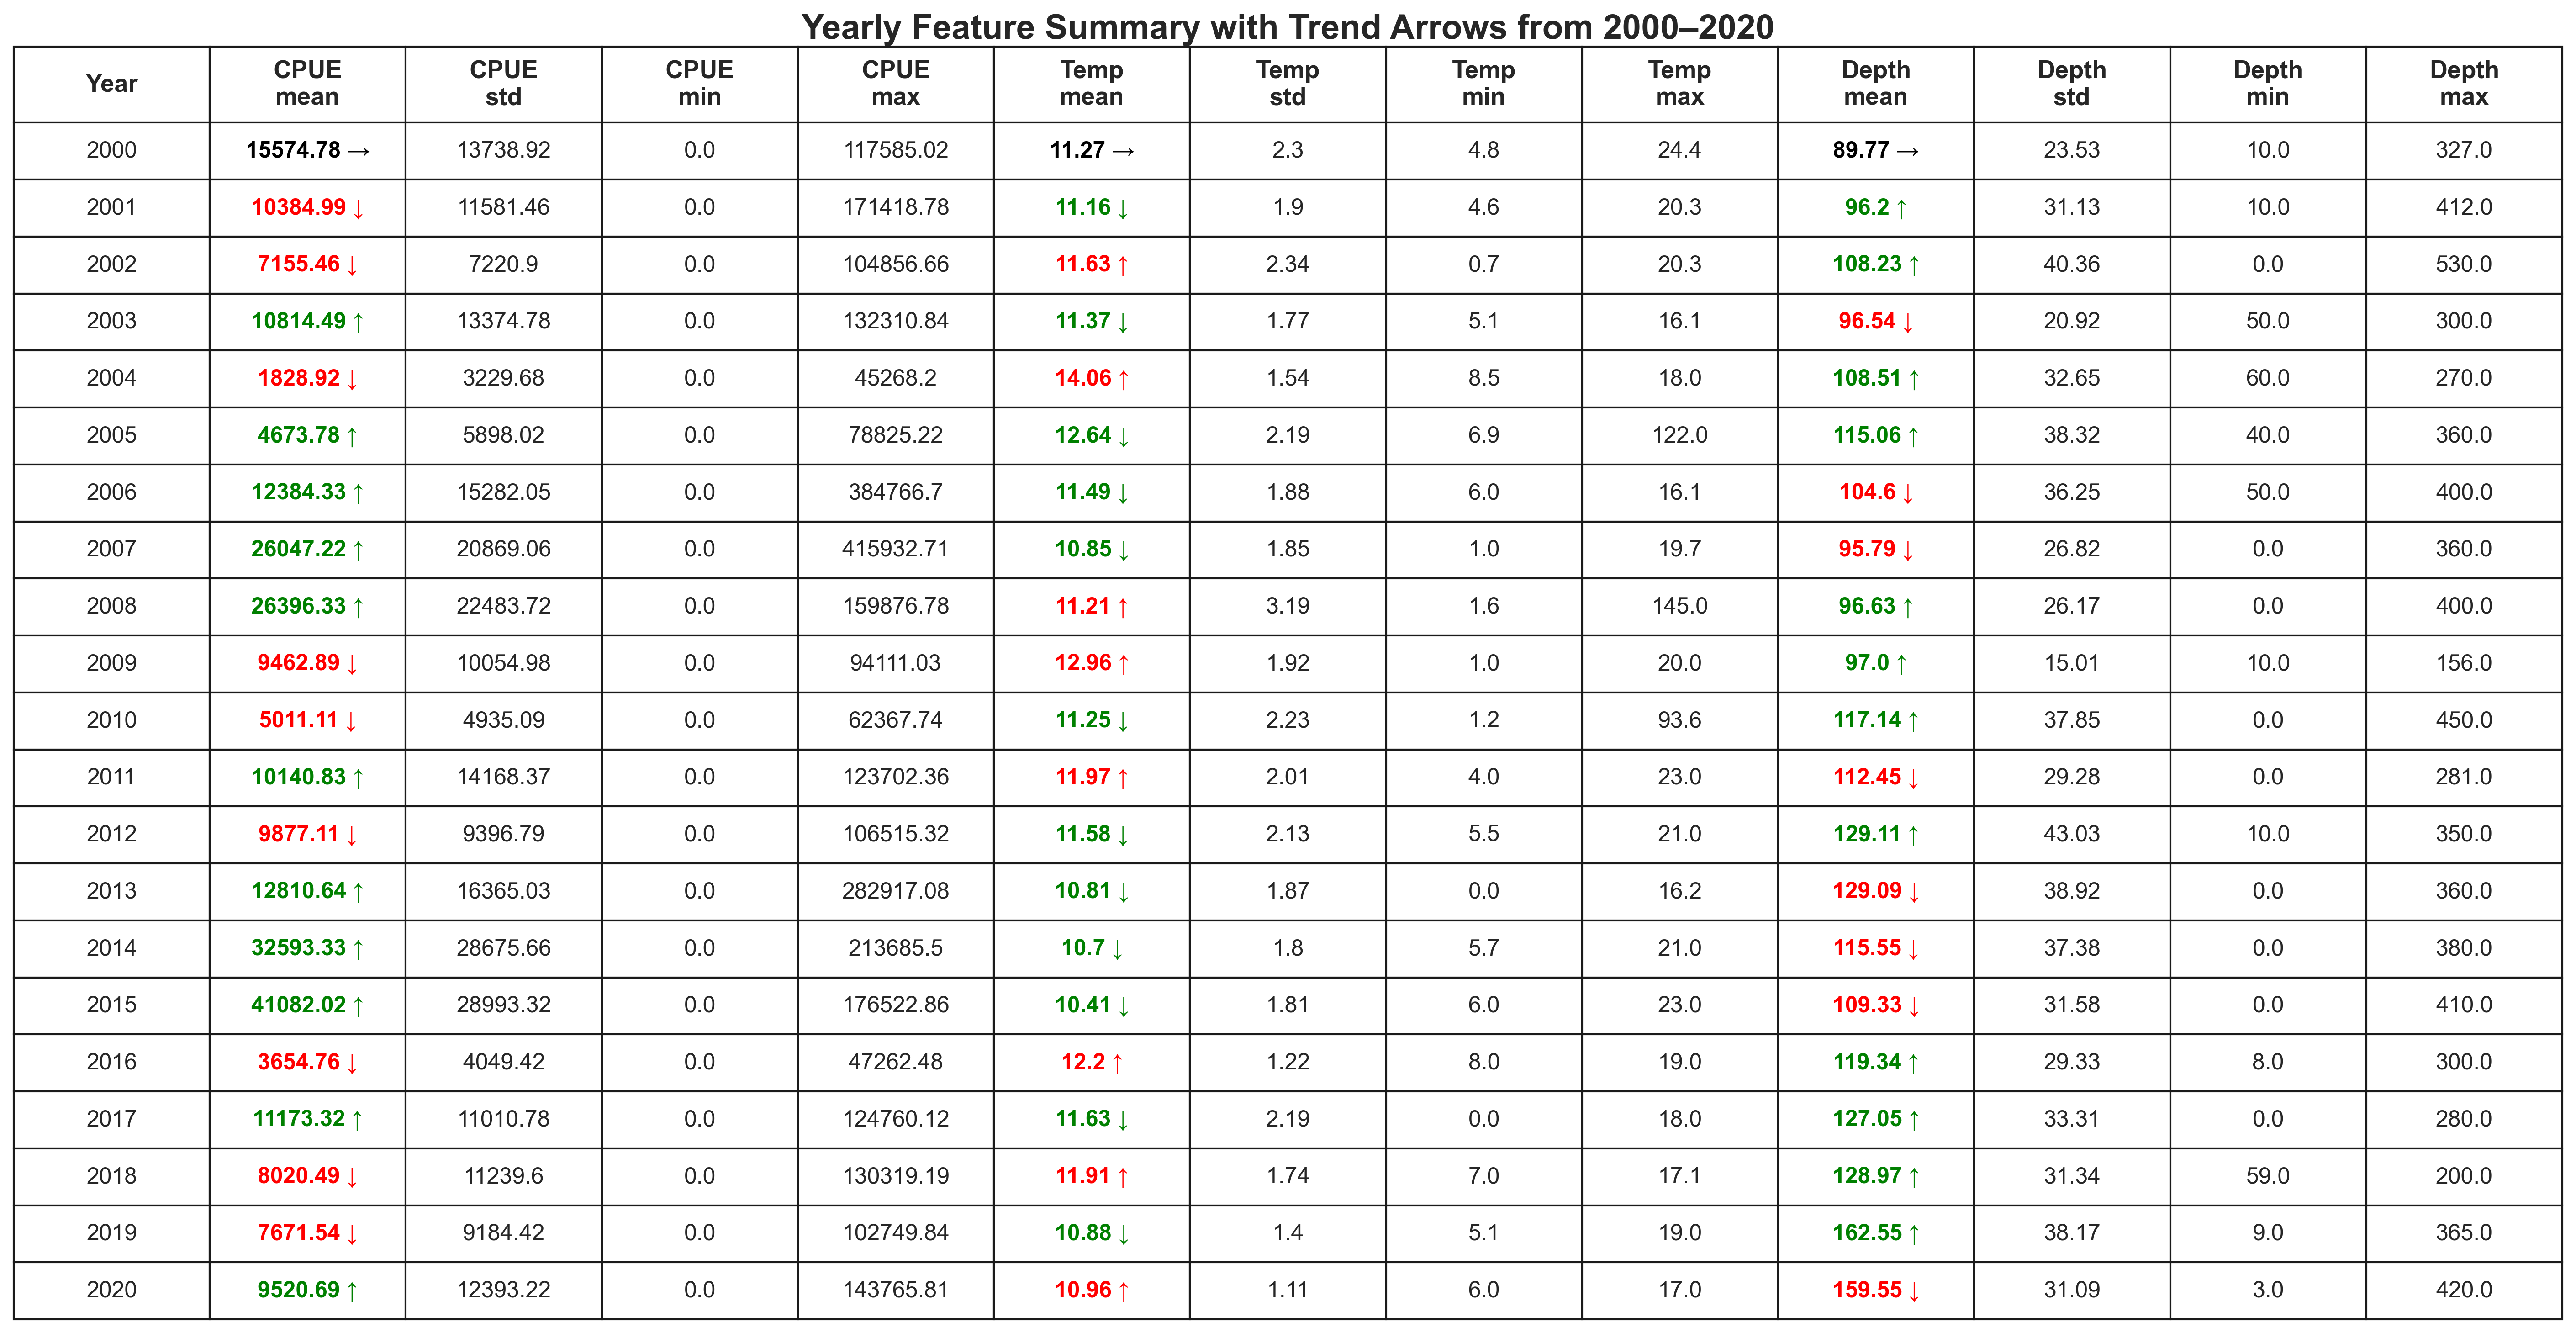 Yearly Feature Summary with Trend Arrows from 2000–2020
Year CPUE mean CPUE std CPUE min CPUE max Temp mean Temp std Temp min Temp max Depth mean Depth std Depth min Depth max
2000 15574.78 → 13738.92 0.0 117585.02 11.27 → 2.3 4.8 24.4 89.77 → 23.53 10.0 327.0
2001 10384.99 ↓ 11581.46 0.0 171418.78 11.16 ↓ 1.9 4.6 20.3 96.2 ↑ 31.13 10.0 412.0
2002 7155.46 ↓ 7220.9 0.0 104856.66 11.63 ↑ 2.34 0.7 20.3 108.23 ↑ 40.36 0.0 530.0
2003 10814.49 ↑ 13374.78 0.0 132310.84 11.37 ↓ 1.77 5.1 16.1 96.54 ↓ 20.92 50.0 300.0
2004 1828.92 ↓ 3229.68 0.0 45268.2 14.06 ↑ 1.54 8.5 18.0 108.51 ↑ 32.65 60.0 270.0
2005 4673.78 ↑ 5898.02 0.0 78825.22 12.64 ↓ 2.19 6.9 122.0 115.06 ↑ 38.32 40.0 360.0
2006 12384.33 ↑ 15282.05 0.0 384766.7 11.49 ↓ 1.88 6.0 16.1 104.6 ↓ 36.25 50.0 400.0
2007 26047.22 ↑ 20869.06 0.0 415932.71 10.85 ↓ 1.85 1.0 19.7 95.79 ↓ 26.82 0.0 360.0
2008 26396.33 ↑ 22483.72 0.0 159876.78 11.21 ↑ 3.19 1.6 145.0 96.63 ↑ 26.17 0.0 400.0
2009 9462.89 ↓ 10054.98 0.0 94111.03 12.96 ↑ 1.92 1.0 20.0 97.0 ↑ 15.01 10.0 156.0
2010 5011.11 ↓ 4935.09 0.0 62367.74 11.25 ↓ 2.23 1.2 93.6 117.14 ↑ 37.85 0.0 450.0
2011 10140.83 ↑ 14168.37 0.0 123702.36 11.97 ↑ 2.01 4.0 23.0 112.45 ↓ 29.28 0.0 281.0
2012 9877.11 ↓ 9396.79 0.0 106515.32 11.58 ↓ 2.13 5.5 21.0 129.11 ↑ 43.03 10.0 350.0
2013 12810.64 ↑ 16365.03 0.0 282917.08 10.81 ↓ 1.87 0.0 16.2 129.09 ↓ 38.92 0.0 360.0
2014 32593.33 ↑ 28675.66 0.0 213685.5 10.7 ↓ 1.8 5.7 21.0 115.55 ↓ 37.38 0.0 380.0
2015 41082.02 ↑ 28993.32 0.0 176522.86 10.41 ↓ 1.81 6.0 23.0 109.33 ↓ 31.58 0.0 410.0
2016 3654.76 ↓ 4049.42 0.0 47262.48 12.2 ↑ 1.22 8.0 19.0 119.34 ↑ 29.33 8.0 300.0
2017 11173.32 ↑ 11010.78 0.0 124760.12 11.63 ↓ 2.19 0.0 18.0 127.05 ↑ 33.31 0.0 280.0
2018 8020.49 ↓ 11239.6 0.0 130319.19 11.91 ↑ 1.74 7.0 17.1 128.97 ↑ 31.34 59.0 200.0
2019 7671.54 ↓ 9184.42 0.0 102749.84 10.88 ↓ 1.4 5.1 19.0 162.55 ↑ 38.17 9.0 365.0
2020 9520.69 ↑ 12393.22 0.0 143765.81 10.96 ↑ 1.11 6.0 17.0 159.55 ↓ 31.09 3.0 420.0